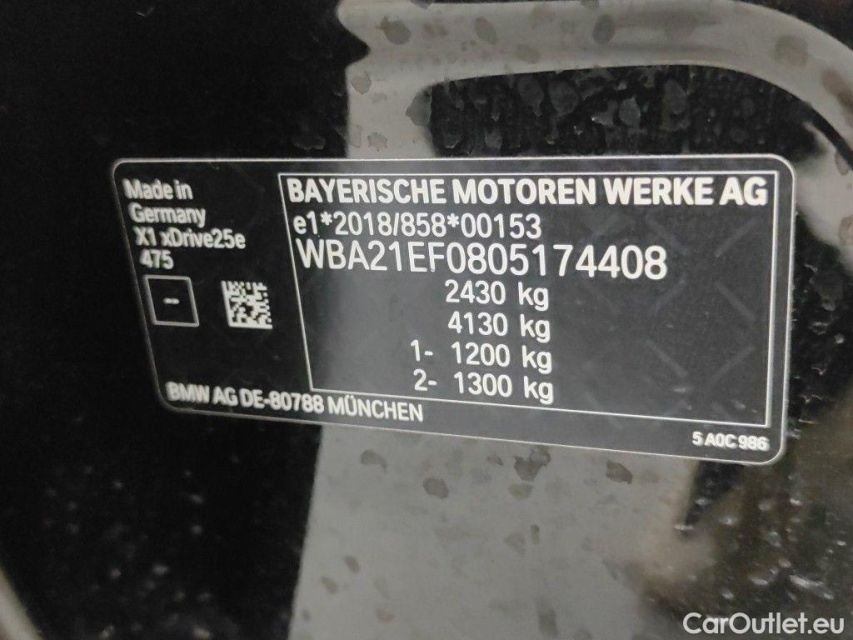 Made in
Germany
X1 xDrive25e
475
--
BMW AG DE-80788 MÜNCHEN
BAYERISCHE MOTOREN WERKE AG
e1*2018/858*00153
WBA21EF0805174408
2430 kg
4130 kg
1- 1200 kg
2- 1300 kg
5 A0C 986
CarOutlet.eu